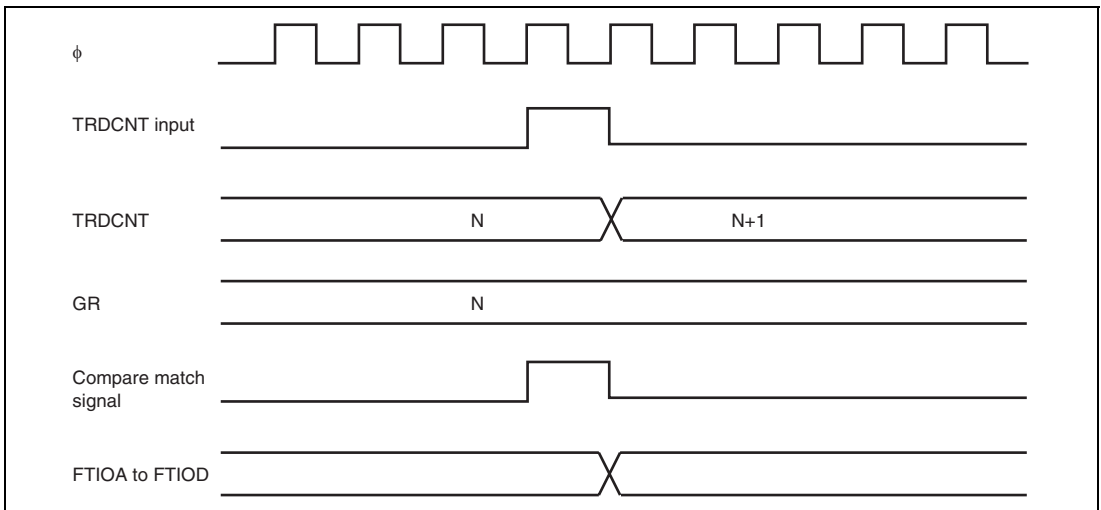 ϕ
TRDCNT input
TRDCNT
N
N+1
GR
N
Compare match
signal
FTIOA to FTIOD